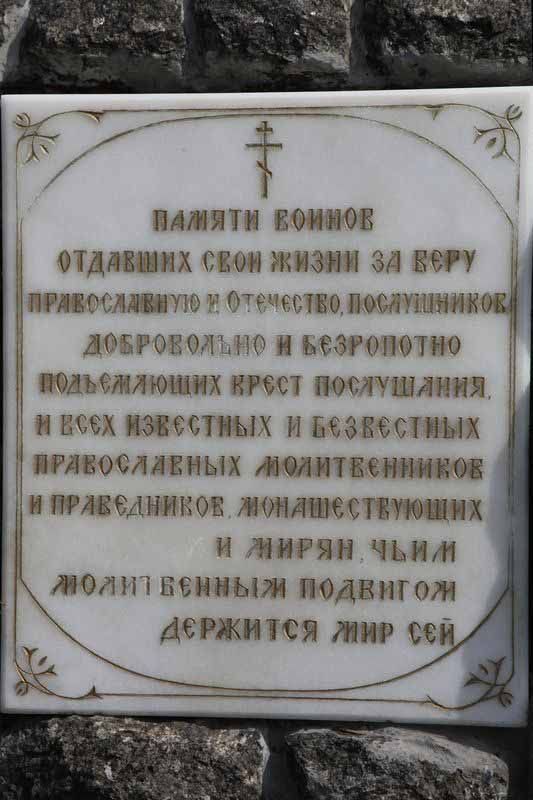 ПАМЯТИ ВОИНОВ
ОТДАВШИХ СВОИ ЖИЗНИ ЗА ВЕРУ
ПРАВОСЛАВНУЮ И ОТЕЧЕСТВО, ПОСЛУШНИКОВ
ДОБРОВОЛЬНО И БЕЗРОПОТНО
ПОДЪЕМЛЮЩИХ КРЕСТ ПОСЛУШАНИЯ,
И ВСЕХ ИЗВЕСТНЫХ И БЕЗВЕСТНЫХ
ПРАВОСЛАВНЫХ МОЛИТВЕННИКОВ
И ПРАВЕДНИКОВ, МОНАШЕСТВУЮЩИХ
И МИРЯН, ЧЬИМ
МОЛИТВЕННЫМ ПОДВИГОМ
ДЕРЖИТСЯ МИР СЕЙ